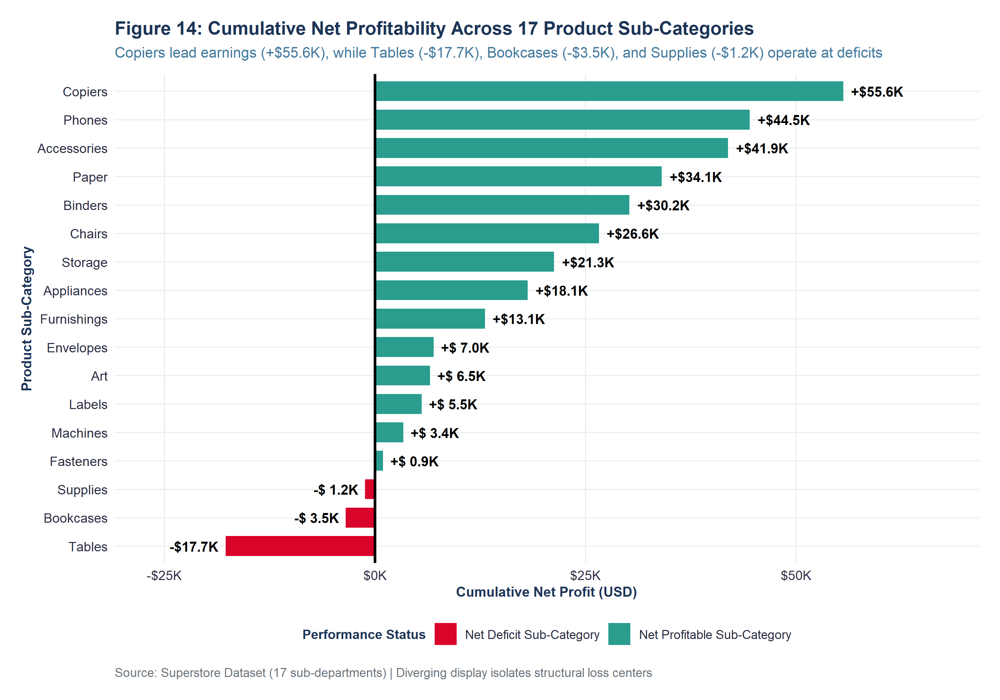 Figure 14: Cumulative Net Profitability Across 17 Product Sub-Categories
Copiers lead earnings (+$55.6K), while Tables (-$17.7K), Bookcases (-$3.5K), and Supplies (-$1.2K) operate at deficits
Product Sub-Category
Copiers +$55.6K
Phones +$44.5K
Accessories +$41.9K
Paper +$34.1K
Binders +$30.2K
Chairs +$26.6K
Storage +$21.3K
Appliances +$18.1K
Furnishings +$13.1K
Envelopes +$ 7.0K
Art +$ 6.5K
Labels +$ 5.5K
Machines +$ 3.4K
Fasteners +$ 0.9K
Supplies -$ 1.2K
Bookcases -$ 3.5K
Tables -$17.7K
-$25K $0K $25K $50K
Cumulative Net Profit (USD)
Performance Status Net Deficit Sub-Category Net Profitable Sub-Category
Source: Superstore Dataset (17 sub-departments) | Diverging display isolates structural loss centers